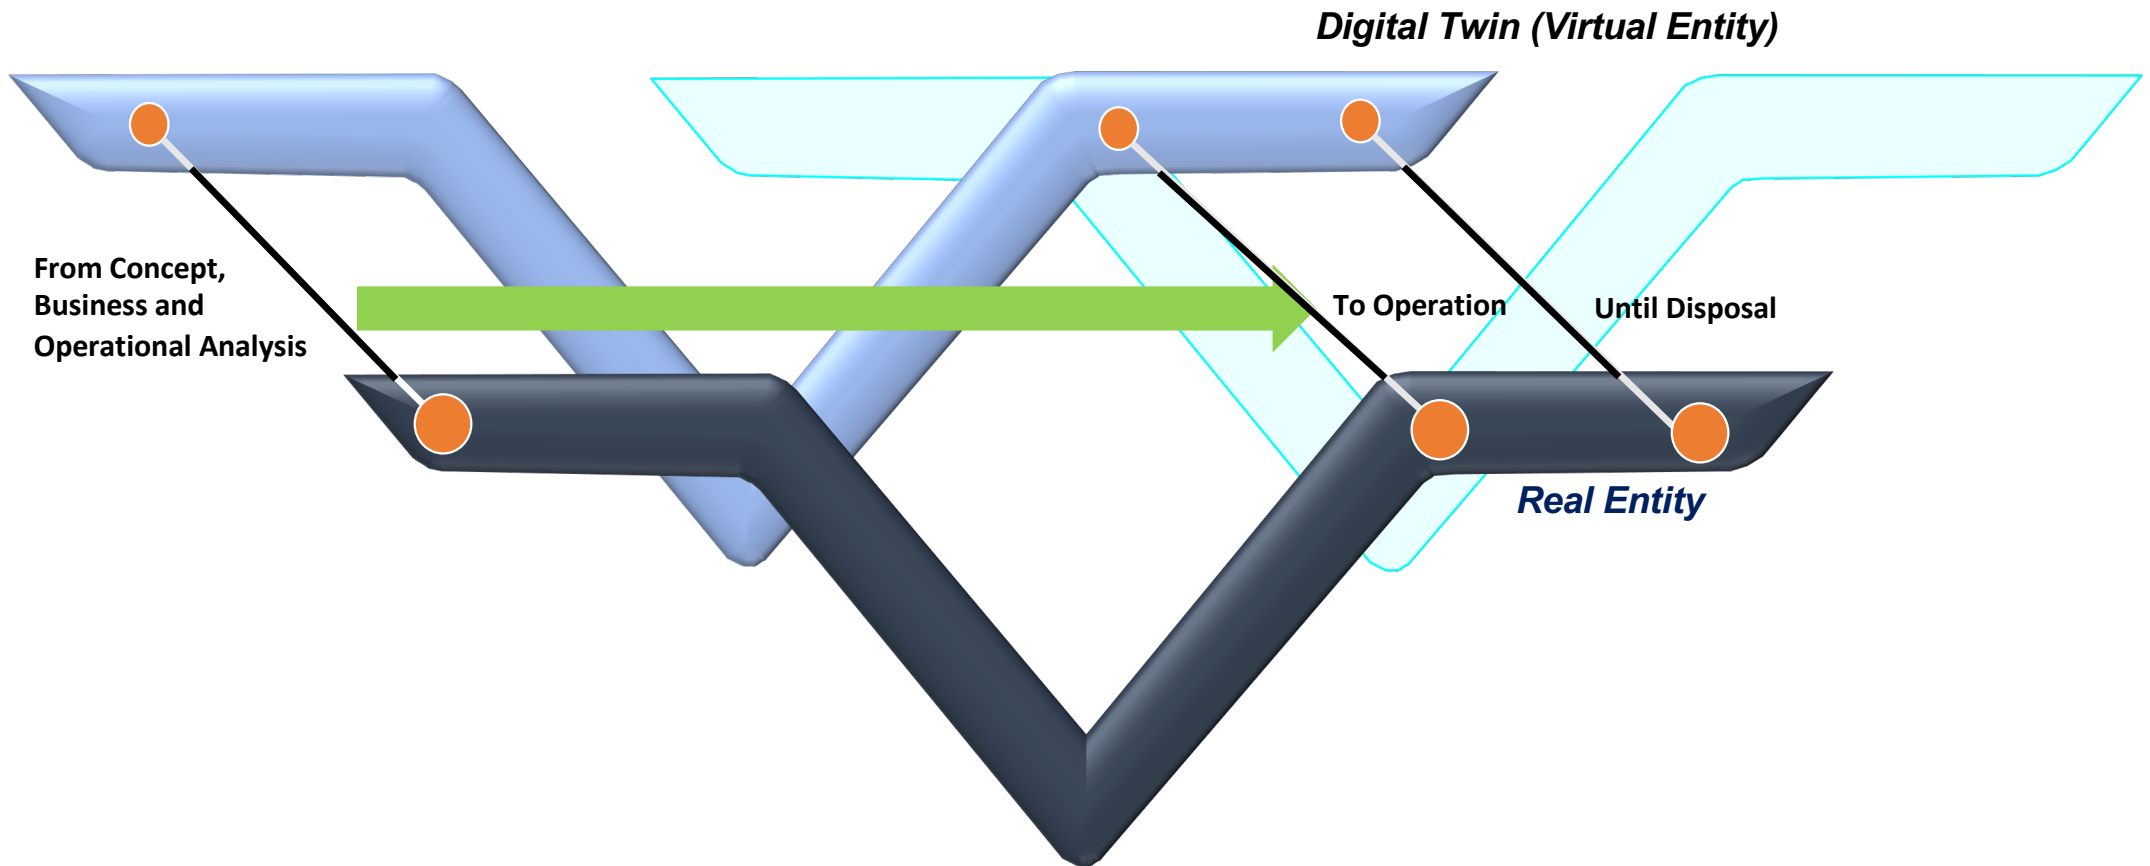 Digital Twin (Virtual Entity)
From Concept,
Business and
Operational Analysis
To Operation
Until Disposal
Real Entity